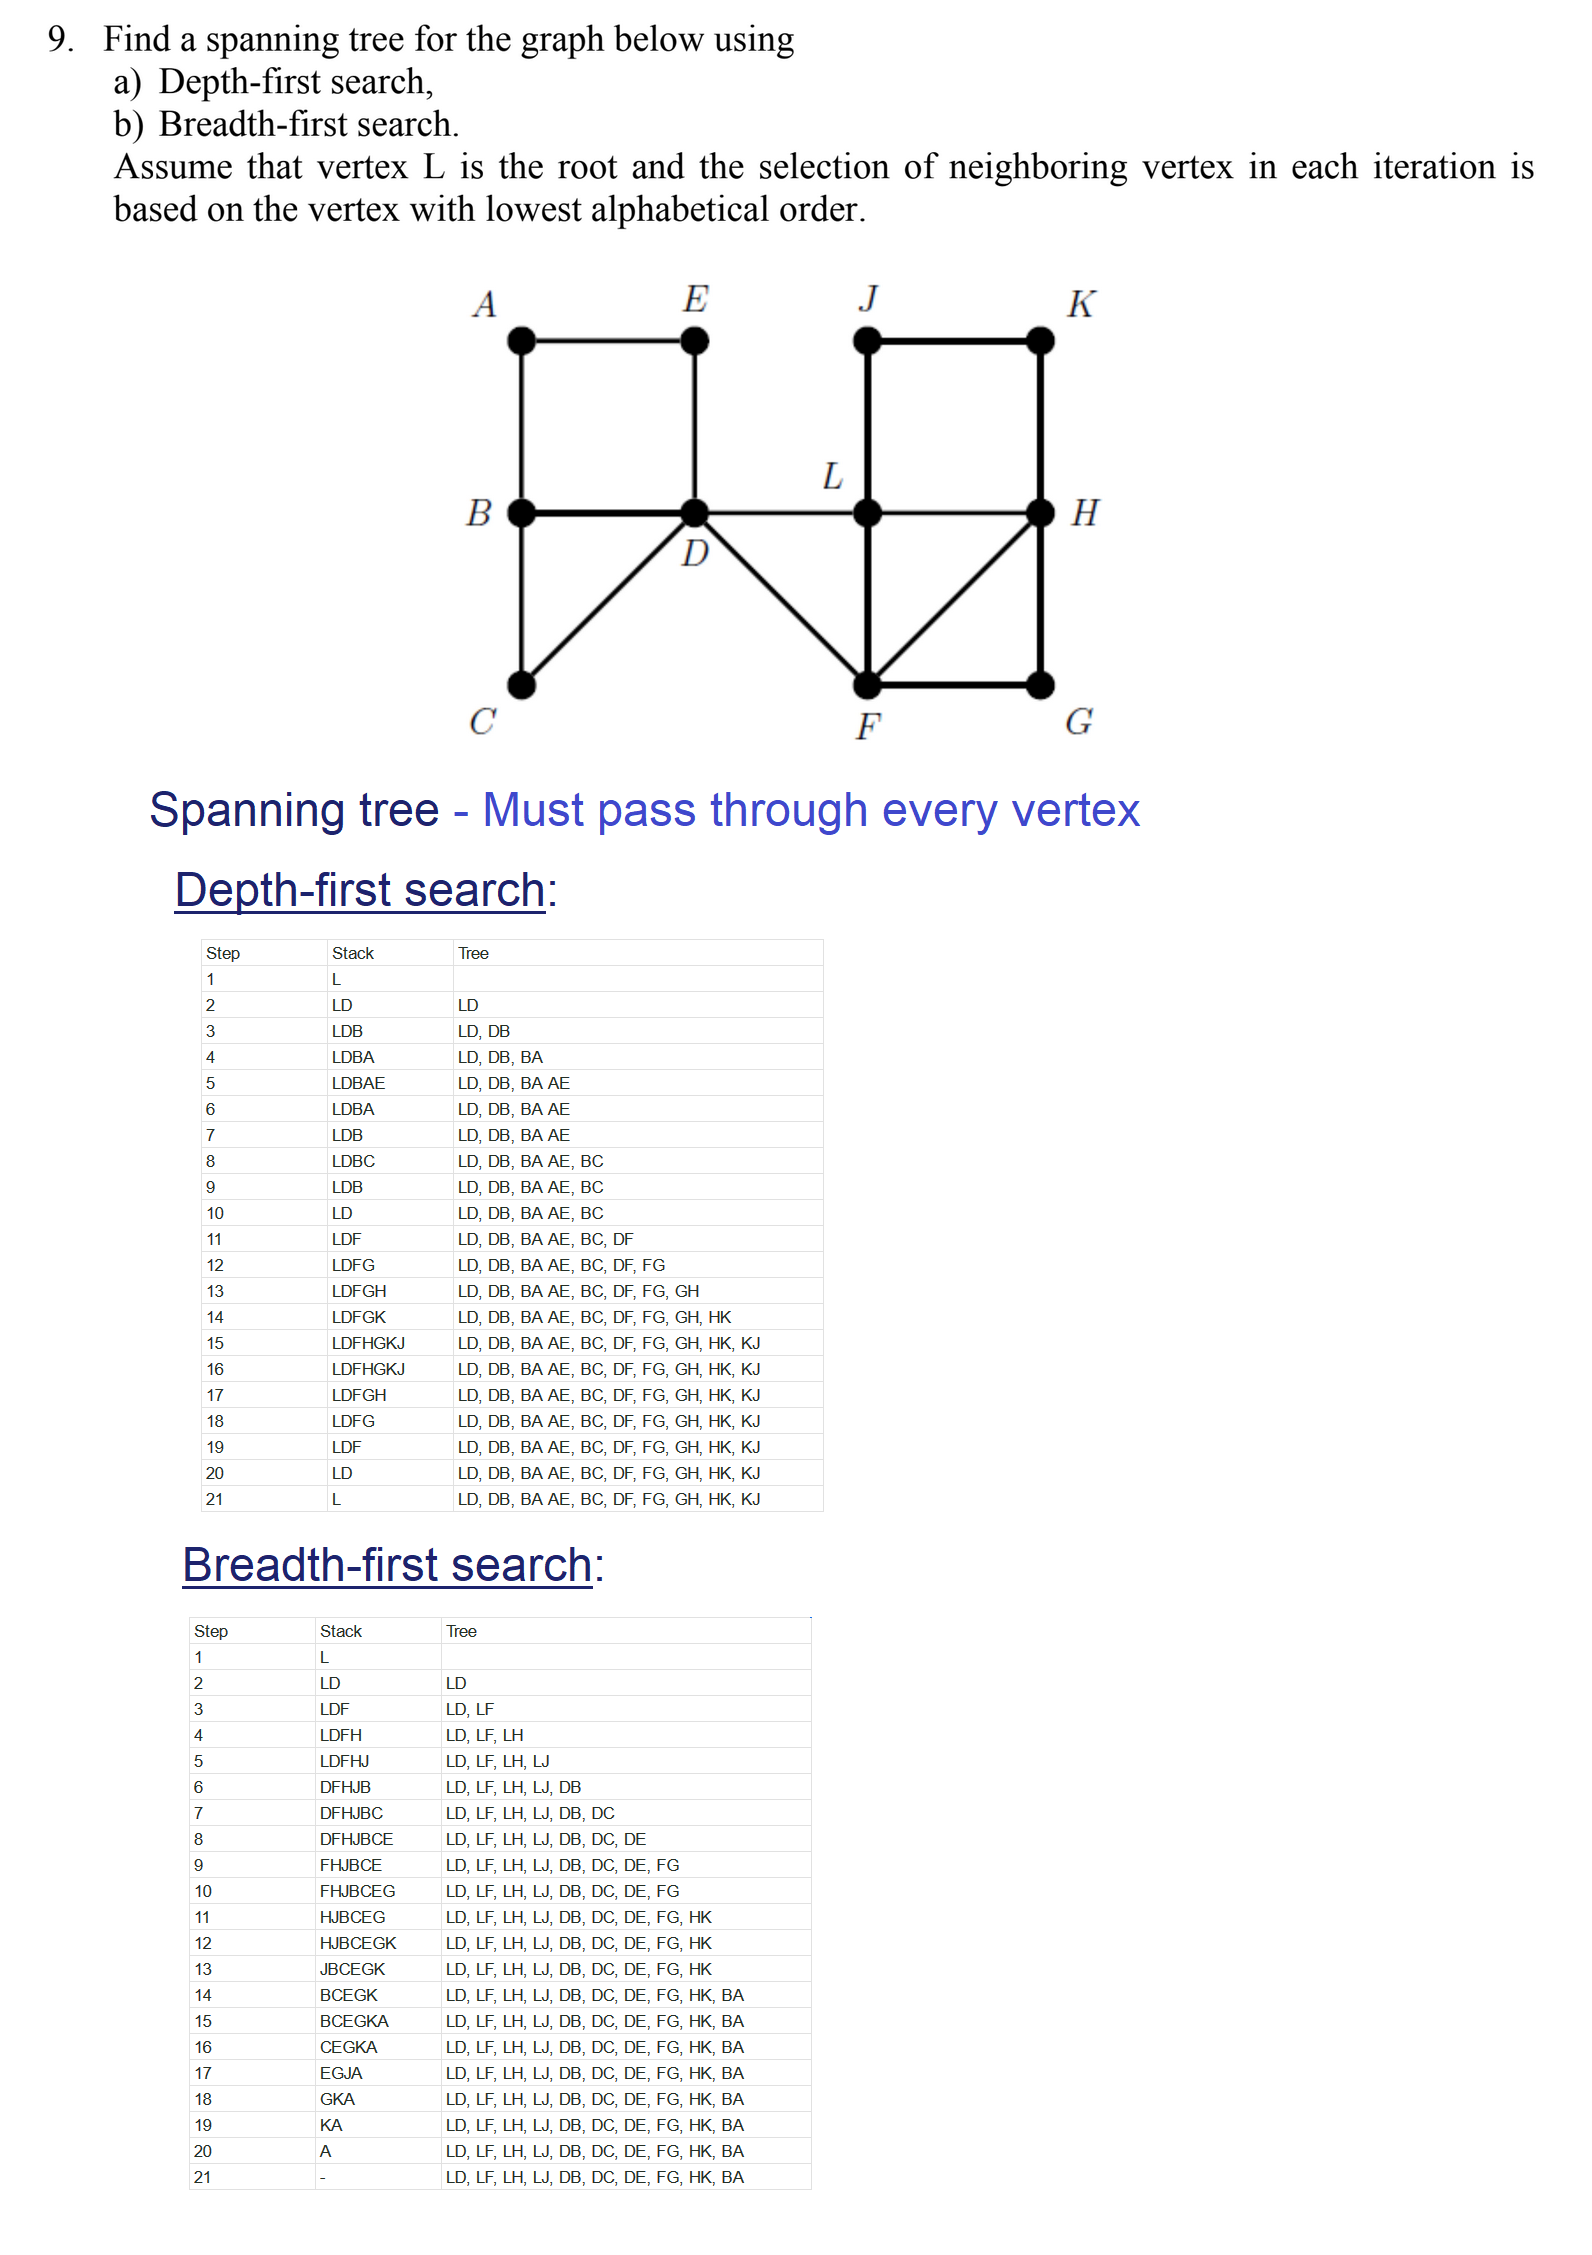 9. Find a spanning tree for the graph below using
a) Depth-first search,
b) Breadth-first search.
Assume that vertex L is the root and the selection of neighboring vertex in each iteration is
based on the vertex with lowest alphabetical order.
A E J K
L
B H
D
C F G
Spanning tree - Must pass through every vertex
Depth-first search:
Step Stack Tree
1 L
2 LD LD
3 LDB LD, DB
4 LDBA LD, DB, BA
5 LDBAE LD, DB, BA AE
6 LDBA LD, DB, BA AE
7 LDB LD, DB, BA AE
8 LDBC LD, DB, BA AE, BC
9 LDB LD, DB, BA AE, BC
10 LD LD, DB, BA AE, BC
11 LDF LD, DB, BA AE, BC, DF
12 LDFG LD, DB, BA AE, BC, DF, FG
13 LDFGH LD, DB, BA AE, BC, DF, FG, GH
14 LDFGK LD, DB, BA AE, BC, DF, FG, GH, HK
15 LDFHGKJ LD, DB, BA AE, BC, DF, FG, GH, HK, KJ
16 LDFHGKJ LD, DB, BA AE, BC, DF, FG, GH, HK, KJ
17 LDFGH LD, DB, BA AE, BC, DF, FG, GH, HK, KJ
18 LDFG LD, DB, BA AE, BC, DF, FG, GH, HK, KJ
19 LDF LD, DB, BA AE, BC, DF, FG, GH, HK, KJ
20 LD LD, DB, BA AE, BC, DF, FG, GH, HK, KJ
21 L LD, DB, BA AE, BC, DF, FG, GH, HK, KJ
Breadth-first search:
Step Stack Tree
1 L
2 LD LD
3 LDF LD, LF
4 LDFH LD, LF, LH
5 LDFHJ LD, LF, LH, LJ
6 DFHJB LD, LF, LH, LJ, DB
7 DFHJBC LD, LF, LH, LJ, DB, DC
8 DFHJBCE LD, LF, LH, LJ, DB, DC, DE
9 FHJBCE LD, LF, LH, LJ, DB, DC, DE, FG
10 FHJBCEG LD, LF, LH, LJ, DB, DC, DE, FG
11 HJBCEG LD, LF, LH, LJ, DB, DC, DE, FG, HK
12 HJBCEGK LD, LF, LH, LJ, DB, DC, DE, FG, HK
13 JBCEGK LD, LF, LH, LJ, DB, DC, DE, FG, HK
14 BCEGK LD, LF, LH, LJ, DB, DC, DE, FG, HK, BA
15 BCEGKA LD, LF, LH, LJ, DB, DC, DE, FG, HK, BA
16 CEGKA LD, LF, LH, LJ, DB, DC, DE, FG, HK, BA
17 EGJA LD, LF, LH, LJ, DB, DC, DE, FG, HK, BA
18 GKA LD, LF, LH, LJ, DB, DC, DE, FG, HK, BA
19 KA LD, LF, LH, LJ, DB, DC, DE, FG, HK, BA
20 A LD, LF, LH, LJ, DB, DC, DE, FG, HK, BA
21 - LD, LF, LH, LJ, DB, DC, DE, FG, HK, BA